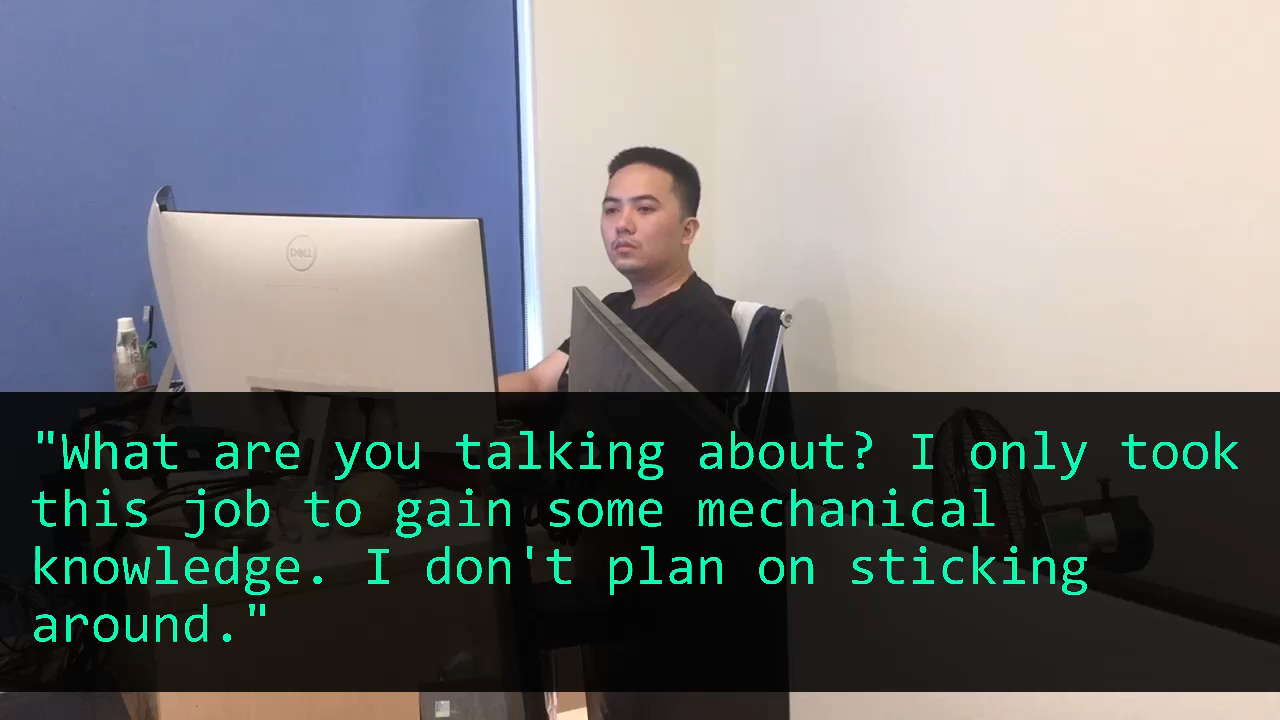 DELL
"What are you talking about? I only took
this job to gain some mechanical
knowledge. I don't plan on sticking
around."